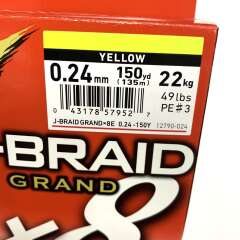 YELLOW
0.24mm 150yd (135m) 22kg
49lbs
PE#3
0 43178 57952 7
J-BRAID GRAND×8E 0.24-150Y 12790-024
-BRAID
GRAND
×8